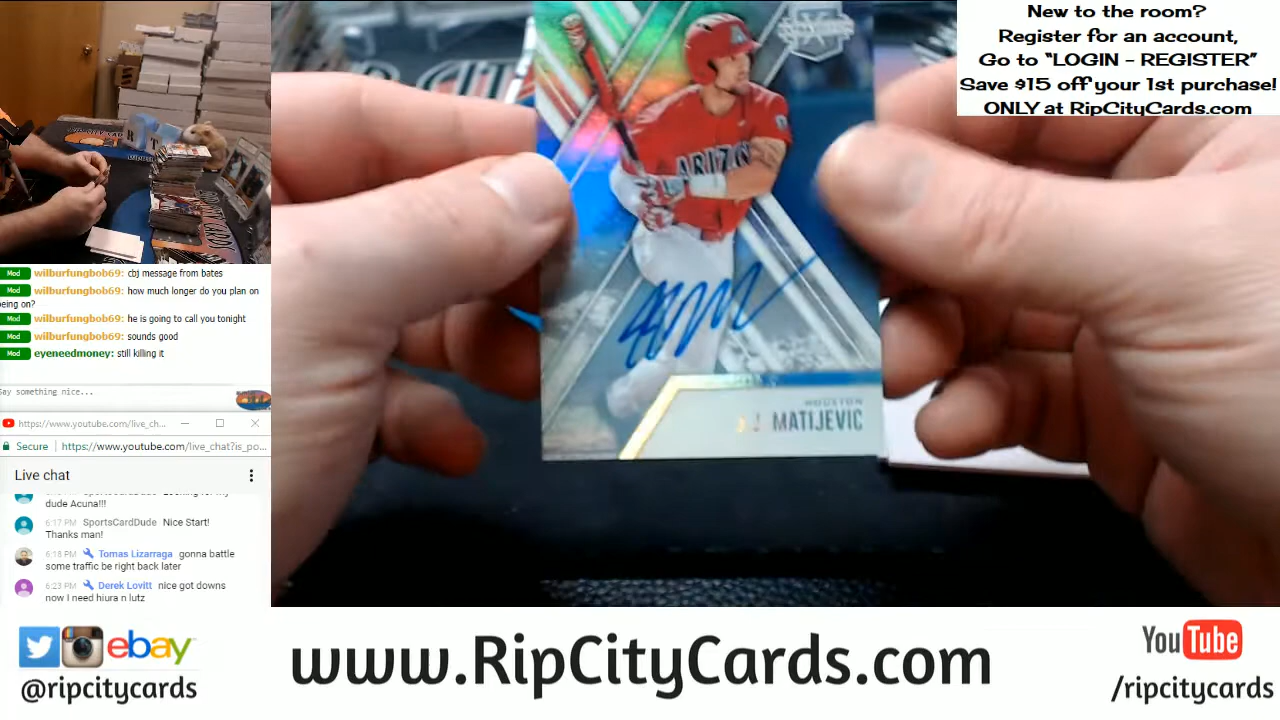 New to the room?
Register for an account,
Go to “LOGIN - REGISTER”
Save $15 off your 1st purchase!
ONLY at RipCityCards.com
ARIZON
HOUSTON
J MATIJEVIC
Mod wilburfungbob69: cbj message from bates
Mod wilburfungbob69: how much longer do you plan on
being on?
Mod wilburfungbob69: he is going to call you tonight
Mod wilburfungbob69: sounds good
Mod eyeneedmoney: still killing it
Say something nice...
https://www.youtube.com/live_ch...
Secure https://www.youtube.com/live_chat?is_po...
Live chat
dude Acuna!!!
6:17 PM SportsCardDude Nice Start!
Thanks man!
6:18 PM Tomas Lizarraga gonna battle
some traffic be right back later
6:23 PM Derek Lovitt nice got downs
now I need hiura n lutz
ebay
@ripcitycards
www.RipCityCards.com
YouTube
/ripcitycards